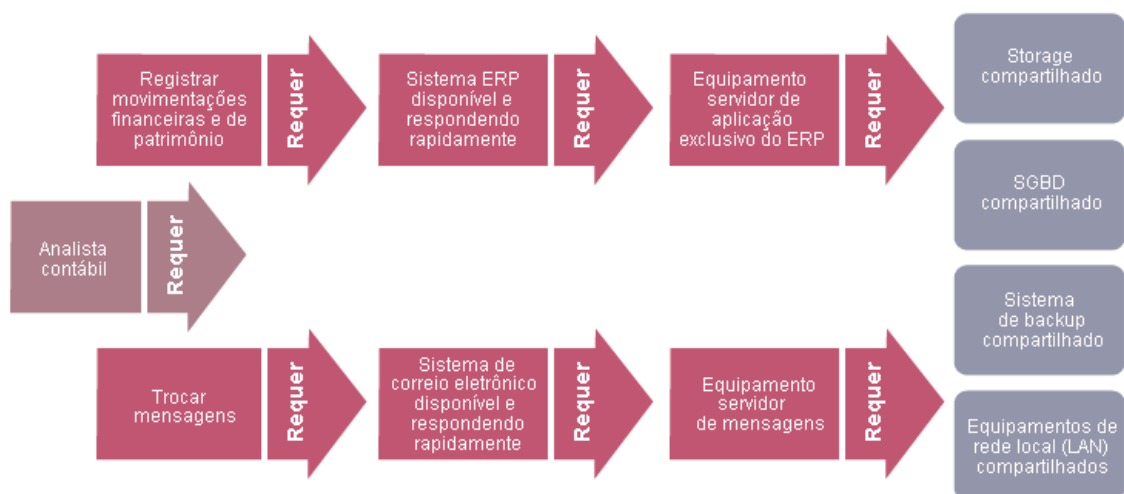 Registrar
movimentações
financeiras e de
patrimônio
Requer
Sistema ERP
disponível e
respondendo
rapidamente
Requer
Equipamento
servidor de
aplicação
exclusivo do ERP
Requer
Storage
compartilhado
SGBD
compartilhado
Analista
contábil
Requer
Sistema
de backup
compartilhado
Trocar
mensagens
Requer
Sistema de
correio eletrônico
disponível e
respondendo
rapidamente
Requer
Equipamento
servidor
de mensagens
Requer
Equipamentos de
rede local (LAN)
compartilhados